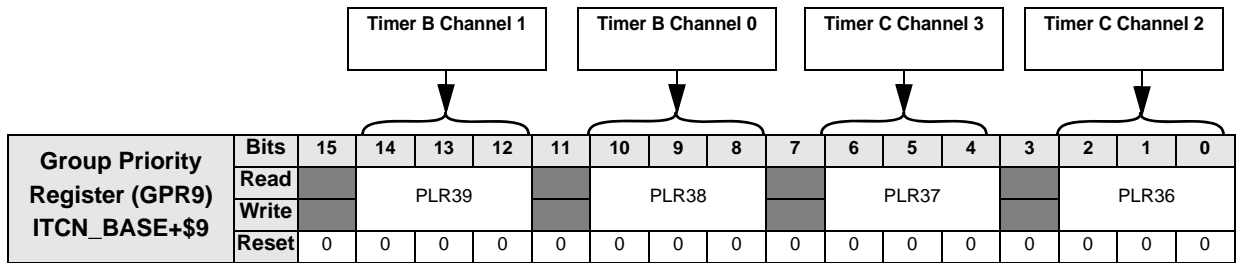 Timer B Channel 1 Timer B Channel 0 Timer C Channel 3 Timer C Channel 2
Group Priority
Register (GPR9)
ITCN_BASE+$9
Bits 15 14 13 12 11 10 9 8 7 6 5 4 3 2 1 0
Read
Write
PLR39 PLR38 PLR37 PLR36
Reset 0 0 0 0 0 0 0 0 0 0 0 0 0 0 0 0